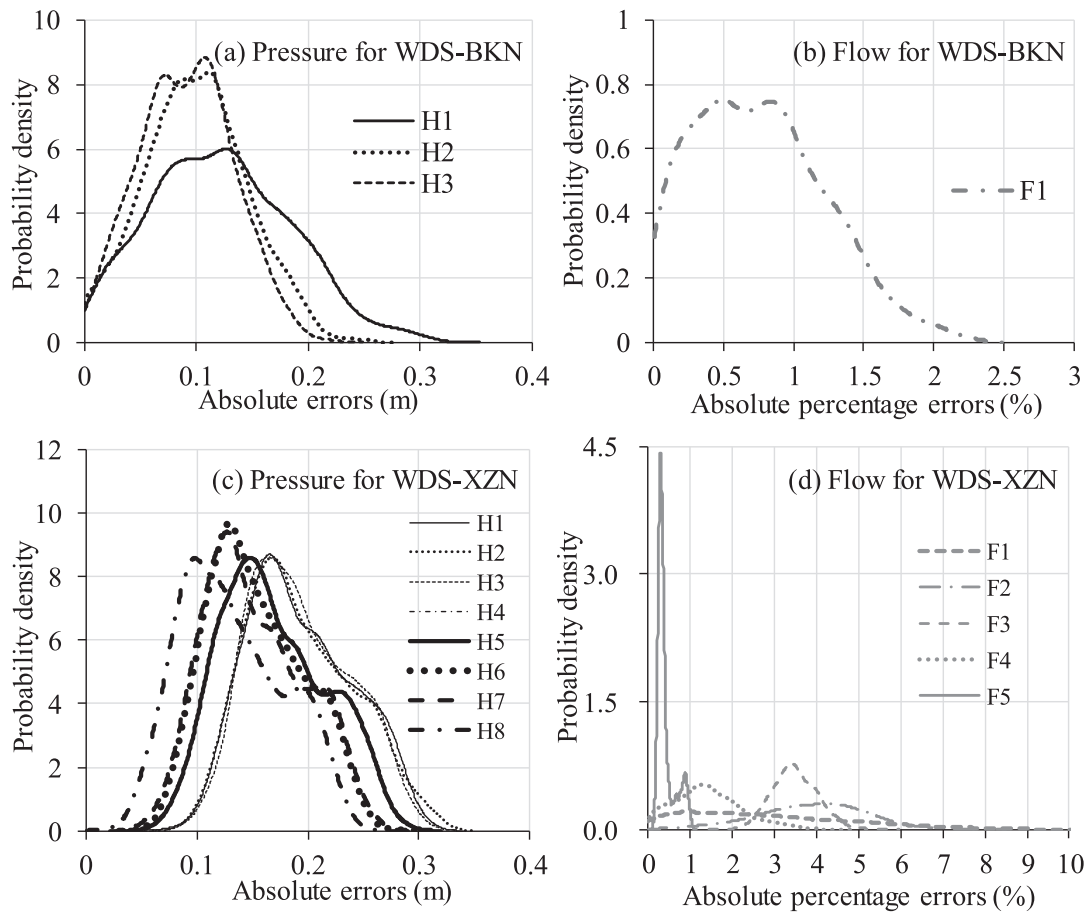 10
(a) Pressure for WDS-BKN
8
6
4
2
0
H1
H2
H3
Probability density
0 0.1 0.2 0.3 0.4
Absolute errors (m)
1
(b) Flow for WDS-BKN
0.8
0.6
0.4
0.2
0
F1
Probability density
0 0.5 1 1.5 2 2.5 3
Absolute percentage errors (%)
12
(c) Pressure for WDS-XZN
10
8
6
4
2
0
H1
H2
H3
H4
H5
H6
H7
H8
Probability density
0 0.1 0.2 0.3 0.4
Absolute errors (m)
4.5
(d) Flow for WDS-XZN
3.0
1.5
0.0
F1
F2
F3
F4
F5
Probability density
0 1 2 3 4 5 6 7 8 9 10
Absolute percentage errors (%)